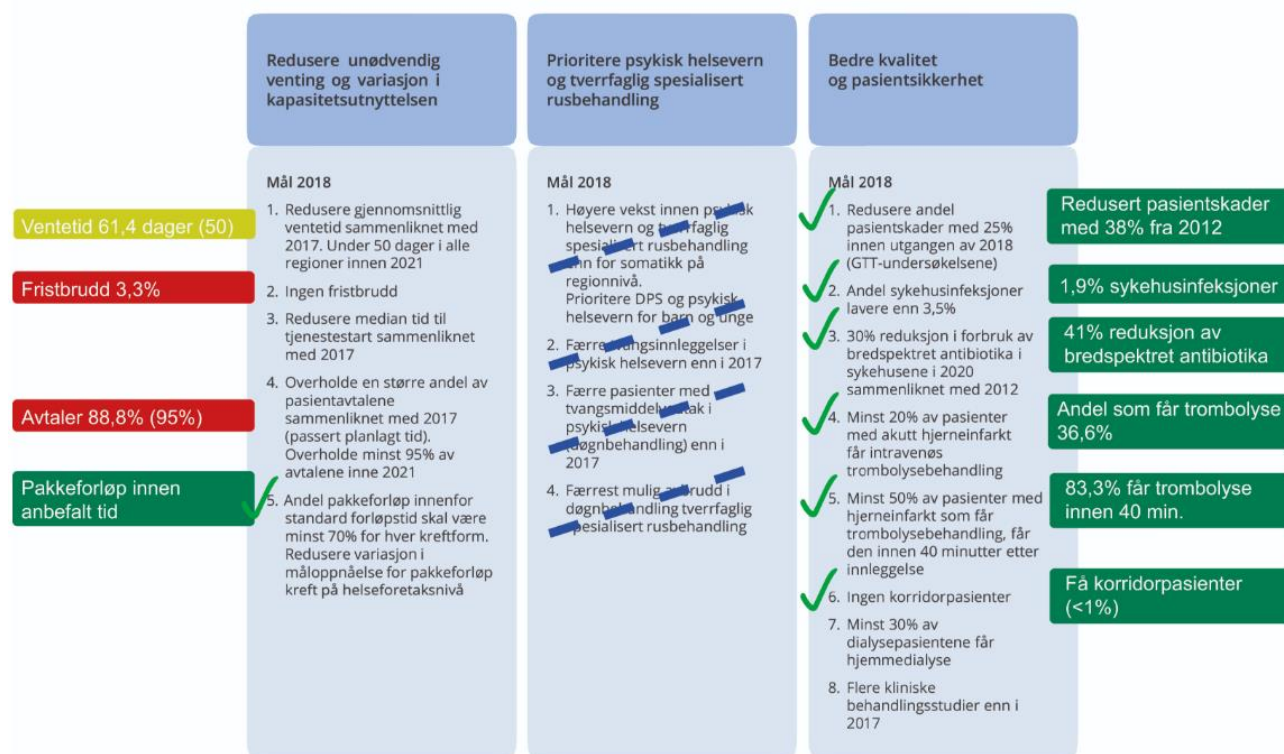 Redusere unødvendig
venting og variasjon i
kapasitetsutnyttelsen
Mål 2018
Ventetid 61,4 dager (50)
1. Redusere gjennomsnittlig
ventetid sammenliknet med
2017. Under 50 dager i alle
regioner innen 2021
Fristbrudd 3,3%
2. Ingen fristbrudd
3. Redusere median tid til
tjenestestart sammenliknet
med 2017
Avtaler 88,8% (95%)
4. Overholde en større andel av
pasientavtalene
sammenliknet med 2017
(passert planlagt tid).
Overholde minst 95% av
avtalene inne 2021
Pakkeforløp innen
anbefalt tid
5. Andel pakkeforløp innenfor
standard forløpstid skal være
minst 70% for hver kreftform.
Redusere variasjon i
måloppnåelse for pakkeforløp
kreft på helseforetaksnivå
Prioritere psykisk helsevern
og tverrfaglig spesialisert
rusbehandling
Mål 2018
1. Høyere vekst innen psykisk
helsevern og tverrfaglig
spesialisert rusbehandling
enn for somatikk på
regionnivå.
Prioritere DPS og psykisk
helsevern for barn og unge
2. Færre tvangsinnleggelser i
psykisk helsevern enn i 2017
3. Færre pasienter med
tvangsmiddelvedtak i
psykisk helsevern
(døgnbehandling) enn i
2017
4. Færrest mulig avbrudd i
døgnbehandling tverrfaglig
spesialisert rusbehandling
Bedre kvalitet
og pasientsikkerhet
Mål 2018
1. Redusere andel
pasientskader med 25%
innen utgangen av 2018
(GTT-undersøkelsene)
2. Andel sykehusinfeksjoner
lavere enn 3,5%
3. 30% reduksjon i forbruk av
bredspektret antibiotika i
sykehusene i 2020
sammenliknet med 2012
4. Minst 20% av pasienter
med akutt hjerneinfarkt
får intravenøs
trombolysebehandling
5. Minst 50% av pasienter med
hjerneinfarkt som får
trombolysebehandling, får
den innen 40 minutter etter
innleggelse
6. Ingen korridorpasienter
7. Minst 30% av
dialysepasientene får
hjemmedialyse
8. Flere kliniske
behandlingsstudier enn i
2017
Redusert pasientskader
med 38% fra 2012
1,9% sykehusinfeksjoner
41% reduksjon av
bredspektret antibiotika
Andel som får trombolyse
36,6%
83,3% får trombolyse
innen 40 min.
Få korridorpasienter
(<1%)